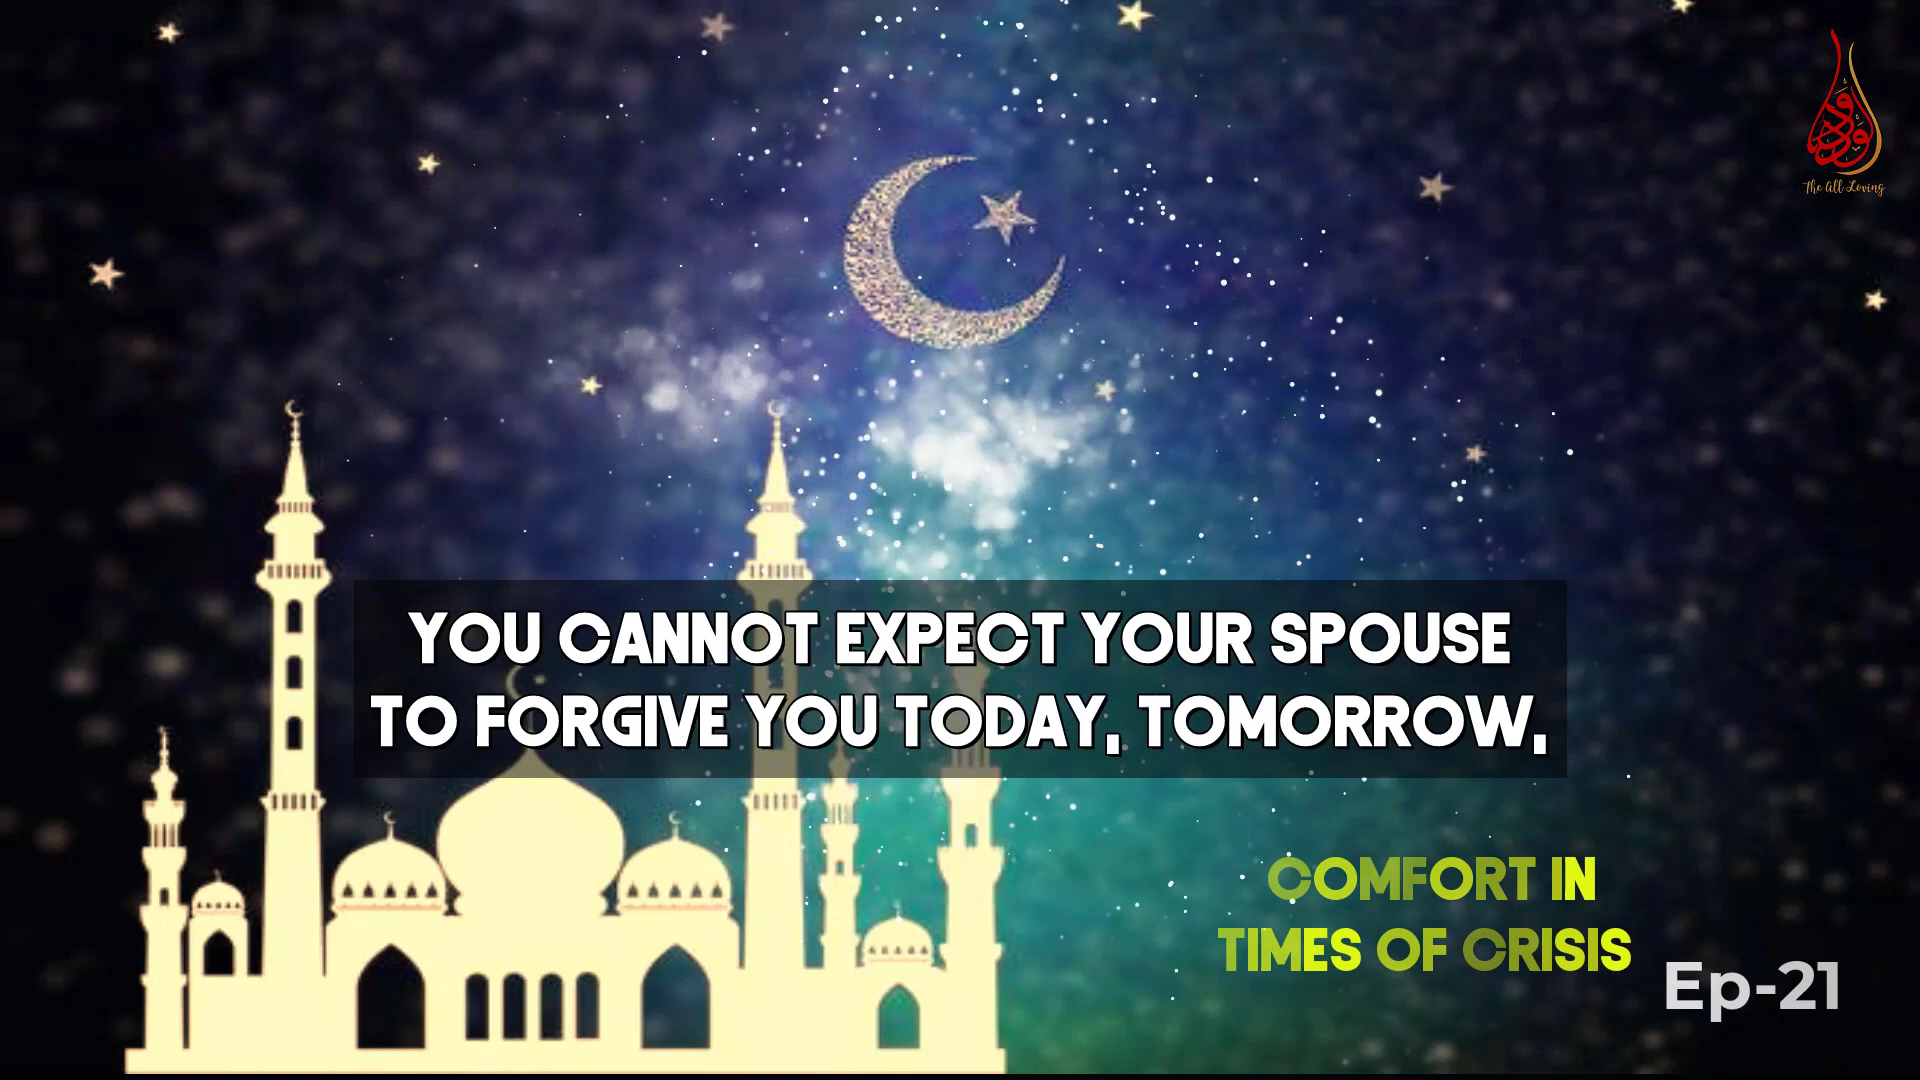 الودود
The All Loving
YOU CANNOT EXPECT YOUR SPOUSE
TO FORGIVE YOU TODAY, TOMORROW,
COMFORT IN
TIMES OF CRISIS
Ep-21